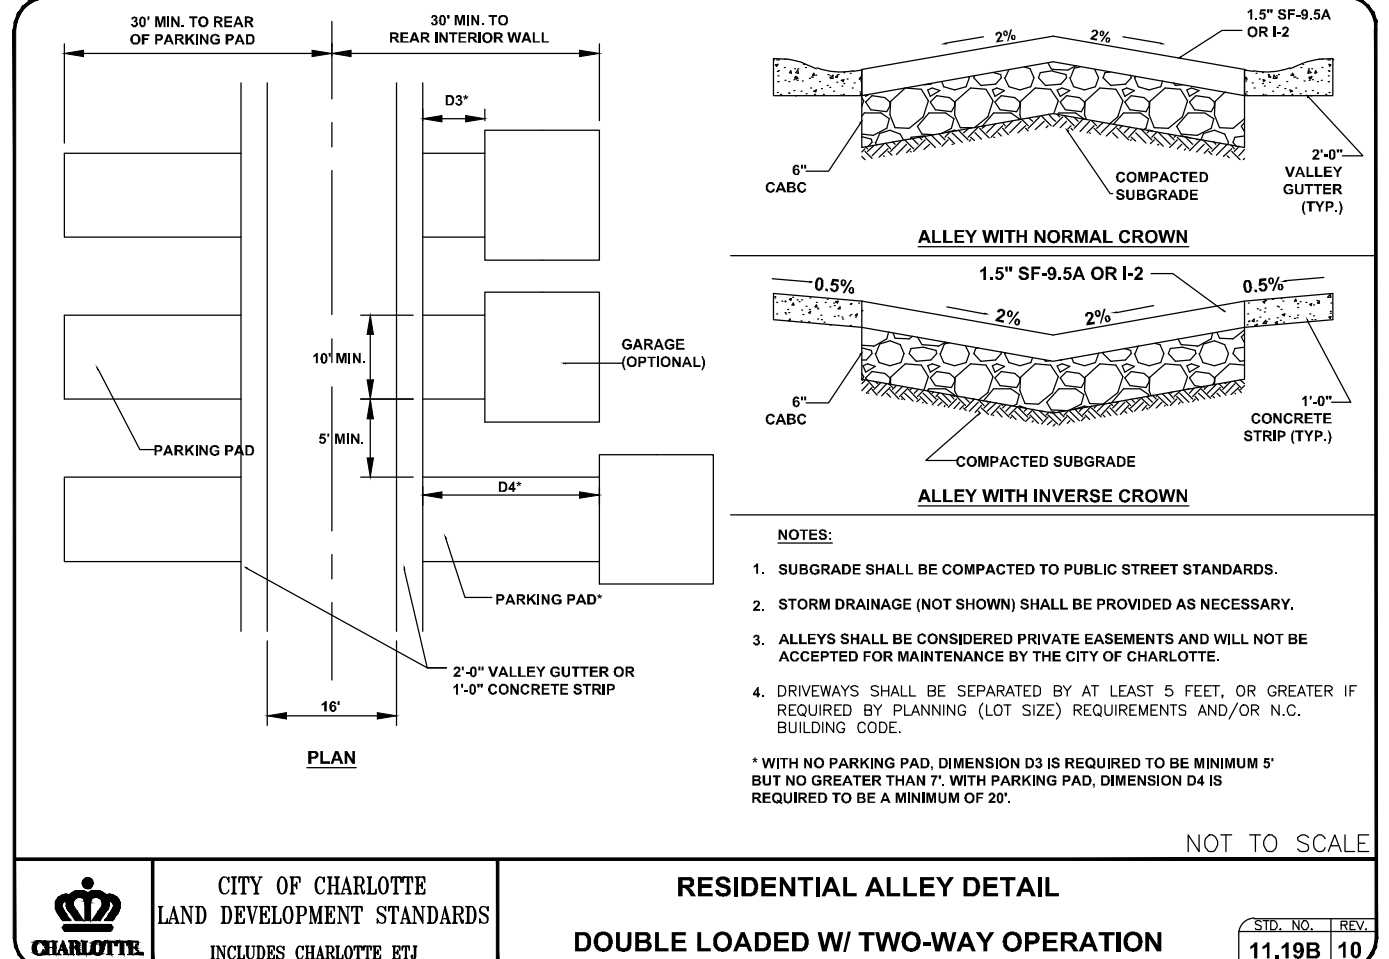 30' MIN. TO REAR
OF PARKING PAD
30' MIN. TO
REAR INTERIOR WALL
D3*
10' MIN.
5' MIN.
GARAGE
(OPTIONAL)
PARKING PAD
D4*
PARKING PAD*
2'-0" VALLEY GUTTER OR
1'-0" CONCRETE STRIP
16'
PLAN
1.5" SF-9.5A
OR I-2
2%
2%
6"
CABC
COMPACTED
SUBGRADE
2'-0"
VALLEY
GUTTER
(TYP.)
ALLEY WITH NORMAL CROWN
1.5" SF-9.5A OR I-2
0.5%
0.5%
2%
2%
6"
CABC
1'-0"
CONCRETE
STRIP (TYP.)
COMPACTED SUBGRADE
ALLEY WITH INVERSE CROWN
NOTES:
1. SUBGRADE SHALL BE COMPACTED TO PUBLIC STREET STANDARDS.
2. STORM DRAINAGE (NOT SHOWN) SHALL BE PROVIDED AS NECESSARY.
3. ALLEYS SHALL BE CONSIDERED PRIVATE EASEMENTS AND WILL NOT BE
ACCEPTED FOR MAINTENANCE BY THE CITY OF CHARLOTTE.
4. DRIVEWAYS SHALL BE SEPARATED BY AT LEAST 5 FEET, OR GREATER IF
REQUIRED BY PLANNING (LOT SIZE) REQUIREMENTS AND/OR N.C.
BUILDING CODE.
* WITH NO PARKING PAD, DIMENSION D3 IS REQUIRED TO BE MINIMUM 5'
BUT NO GREATER THAN 7'. WITH PARKING PAD, DIMENSION D4 IS
REQUIRED TO BE A MINIMUM OF 20'.
NOT TO SCALE
CHARLOTTE.
CITY OF CHARLOTTE
LAND DEVELOPMENT STANDARDS
INCLUDES CHARLOTTE ETJ
RESIDENTIAL ALLEY DETAIL
DOUBLE LOADED W/ TWO-WAY OPERATION
STD. NO.
REV.
11.19B
10